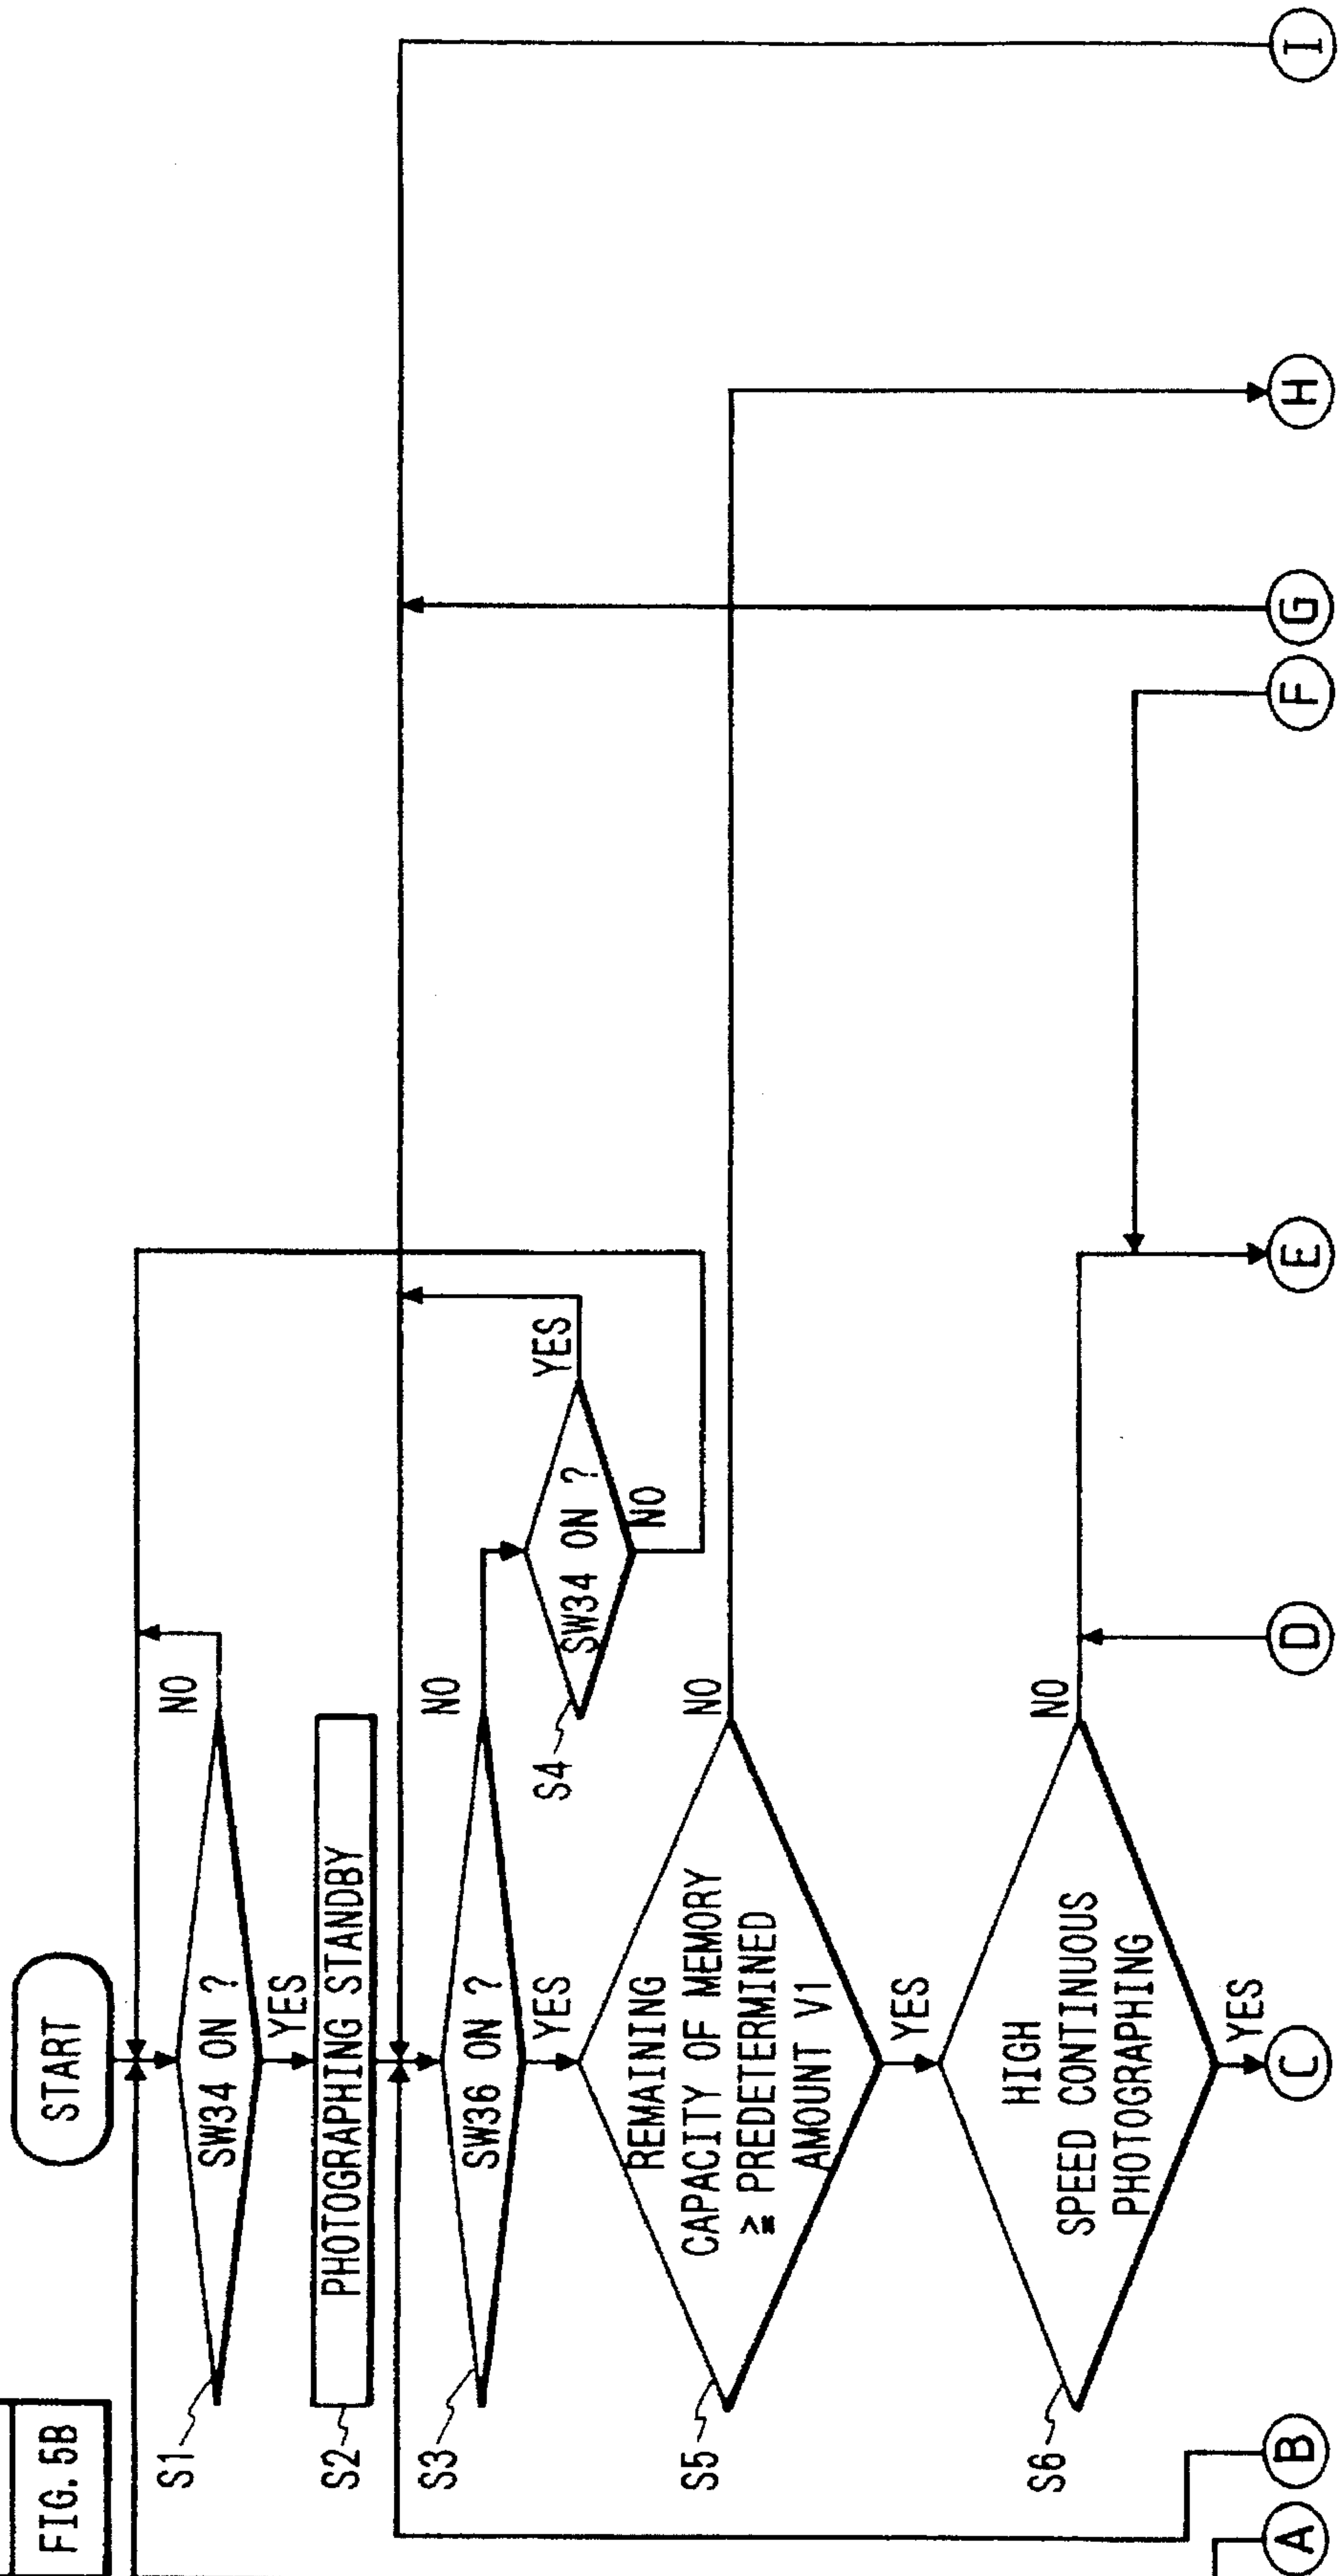 FIG. 5B
START
S1
SW34 ON ?
NO
YES
S2
PHOTOGRAPHING STANDBY
S3
SW36 ON ?
NO
YES
S4
SW34 ON ?
YES
NO
S5
REMAINING
CAPACITY OF MEMORY
≧ PREDETERMINED
AMOUNT V1
NO
YES
S6
HIGH
SPEED CONTINUOUS
PHOTOGRAPHING
NO
YES
A
B
C
D
E
F
G
H
I